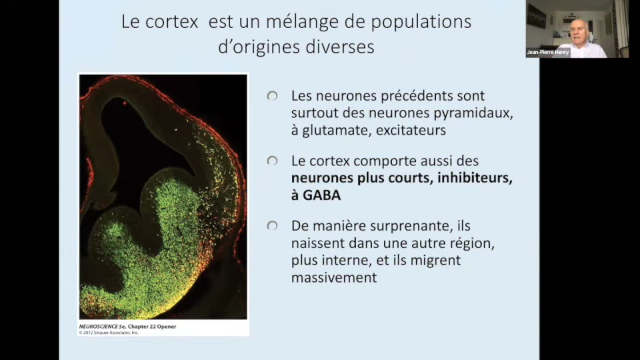 Le cortex est un mélange de populations
d'origines diverses
Jean-Pierre Henry
Les neurones précédents sont
surtout des neurones pyramidaux,
à glutamate, excitateurs
Le cortex comporte aussi des
neurones plus courts, inhibiteurs,
à GABA
De manière surprenante, ils
naissent dans une autre région,
plus interne, et ils migrent
massivement
NEUROSCIENCE 5e, Chapter 22 Opener
© 2012 Sinauer Associates, Inc.